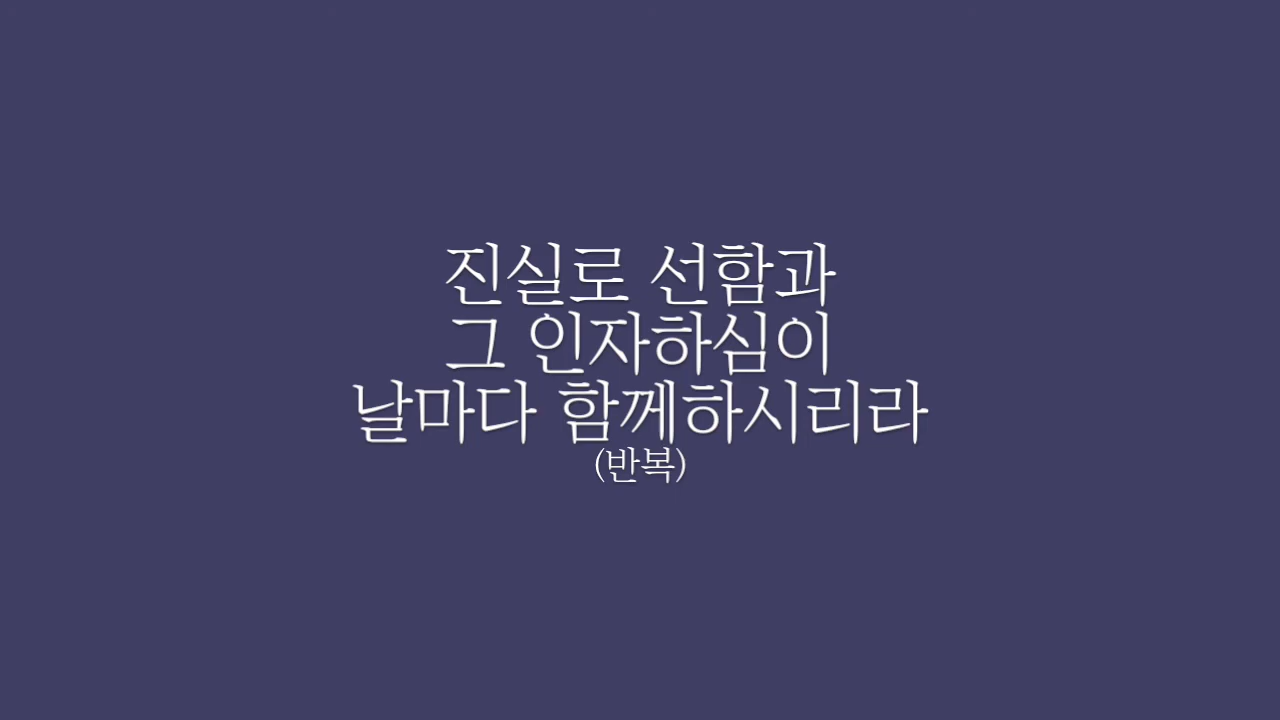 진실로 선함과
그 인자하심이
날마다 함께하시리라
(반복)